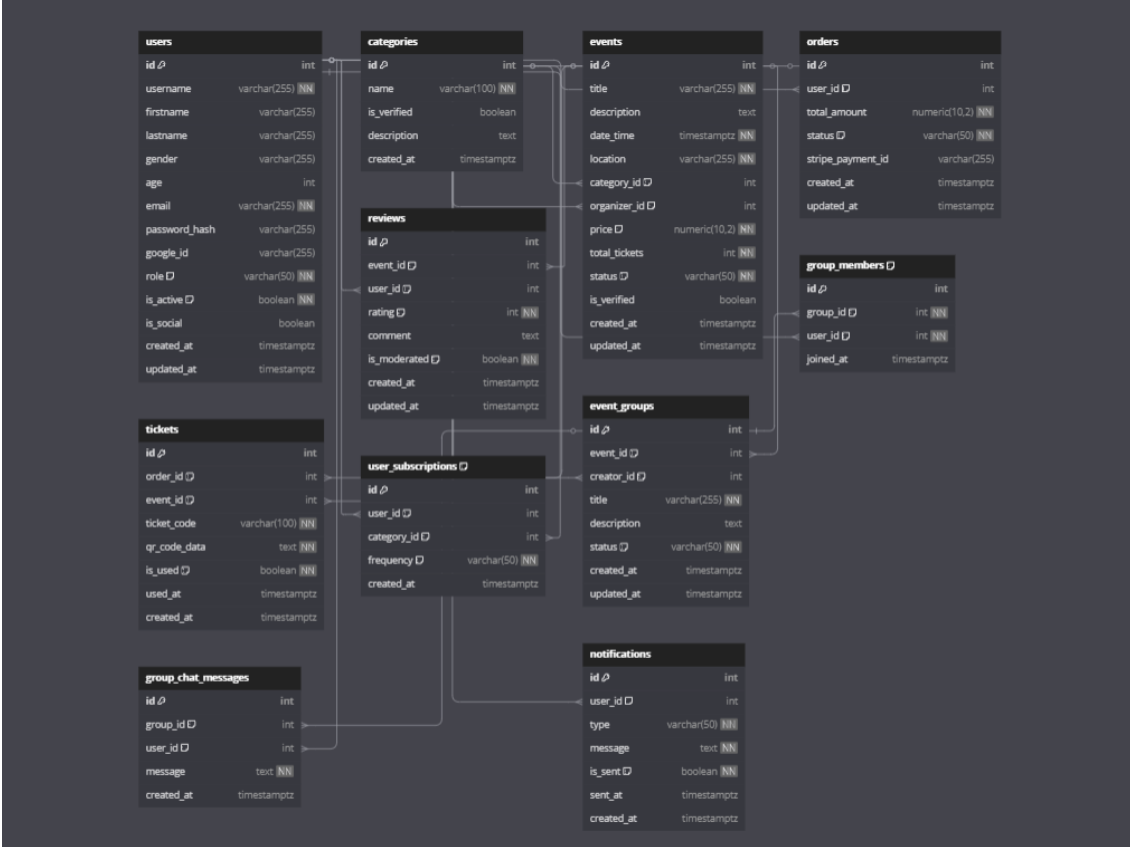 users
id int
username varchar(255) NN
firstname varchar(255)
lastname varchar(255)
gender varchar(255)
age int
email varchar(255) NN
password_hash varchar(255)
google_id varchar(255)
role varchar(50) NN
is_active boolean NN
is_social boolean
created_at timestamptz
updated_at timestamptz
categories
id int
name varchar(100) NN
is_verified boolean
description text
created_at timestamptz
events
id int
title varchar(255) NN
description text
date_time timestamptz NN
location varchar(255) NN
category_id int
organizer_id int
price numeric(10,2) NN
total_tickets int NN
status varchar(50) NN
is_verified boolean
created_at timestamptz
updated_at timestamptz
orders
id int
user_id int
total_amount numeric(10,2) NN
status varchar(50) NN
stripe_payment_id varchar(255)
created_at timestamptz
updated_at timestamptz
reviews
id int
event_id int
user_id int
rating int NN
comment text
is_moderated boolean NN
created_at timestamptz
updated_at timestamptz
group_members
id int
group_id int NN
user_id int NN
joined_at timestamptz
tickets
id int
order_id int
event_id int
ticket_code varchar(100) NN
qr_code_data text NN
is_used boolean NN
used_at timestamptz
created_at timestamptz
user_subscriptions
id int
user_id int
category_id int
frequency varchar(50) NN
created_at timestamptz
event_groups
id int
event_id int
creator_id int
title varchar(255) NN
description text
status varchar(50) NN
created_at timestamptz
updated_at timestamptz
group_chat_messages
id int
group_id int
user_id int
message text NN
created_at timestamptz
notifications
id int
user_id int
type varchar(50) NN
message text NN
is_sent boolean NN
sent_at timestamptz
created_at timestamptz